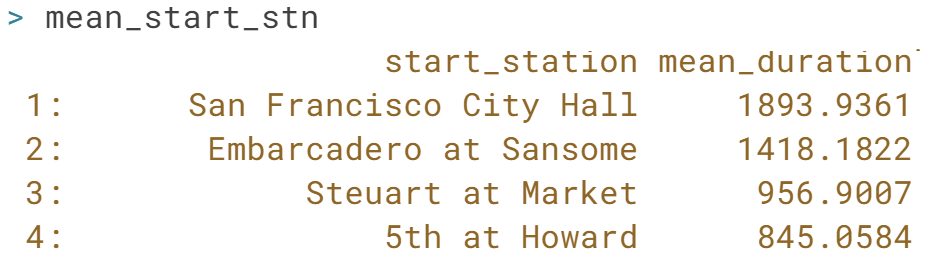 > mean_start_stn
start_station mean_duration
1: San Francisco City Hall 1893.9361
2: Embarcadero at Sansome 1418.1822
3: Steuart at Market 956.9007
4: 5th at Howard 845.0584